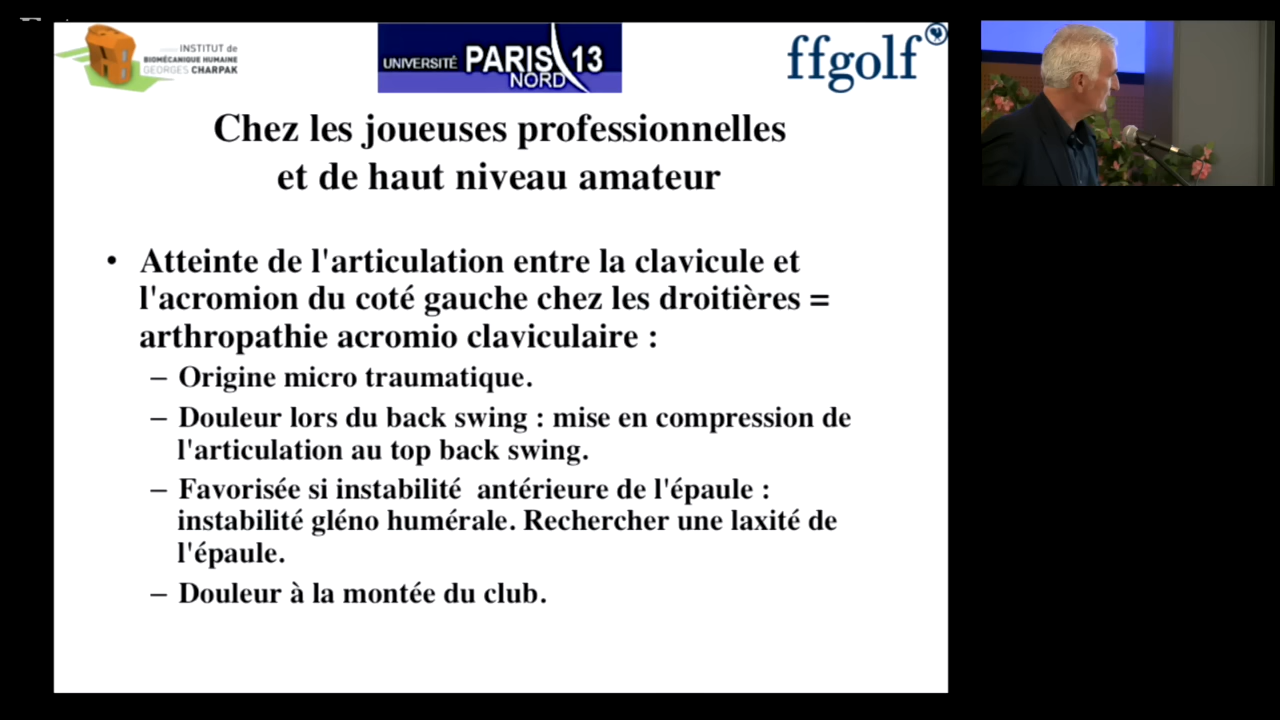 INSTITUT de
BIOMÉCANIQUE HUMAINE
GEORGES CHARPAK
UNIVERSITÉ PARIS 13
NORD
ffgolf
Chez les joueuses professionnelles
et de haut niveau amateur
• Atteinte de l'articulation entre la clavicule et
l'acromion du coté gauche chez les droitières =
arthropathie acromio claviculaire :
– Origine micro traumatique.
– Douleur lors du back swing : mise en compression de
l'articulation au top back swing.
– Favorisée si instabilité antérieure de l'épaule :
instabilité gléno humérale. Rechercher une laxité de
l'épaule.
– Douleur à la montée du club.